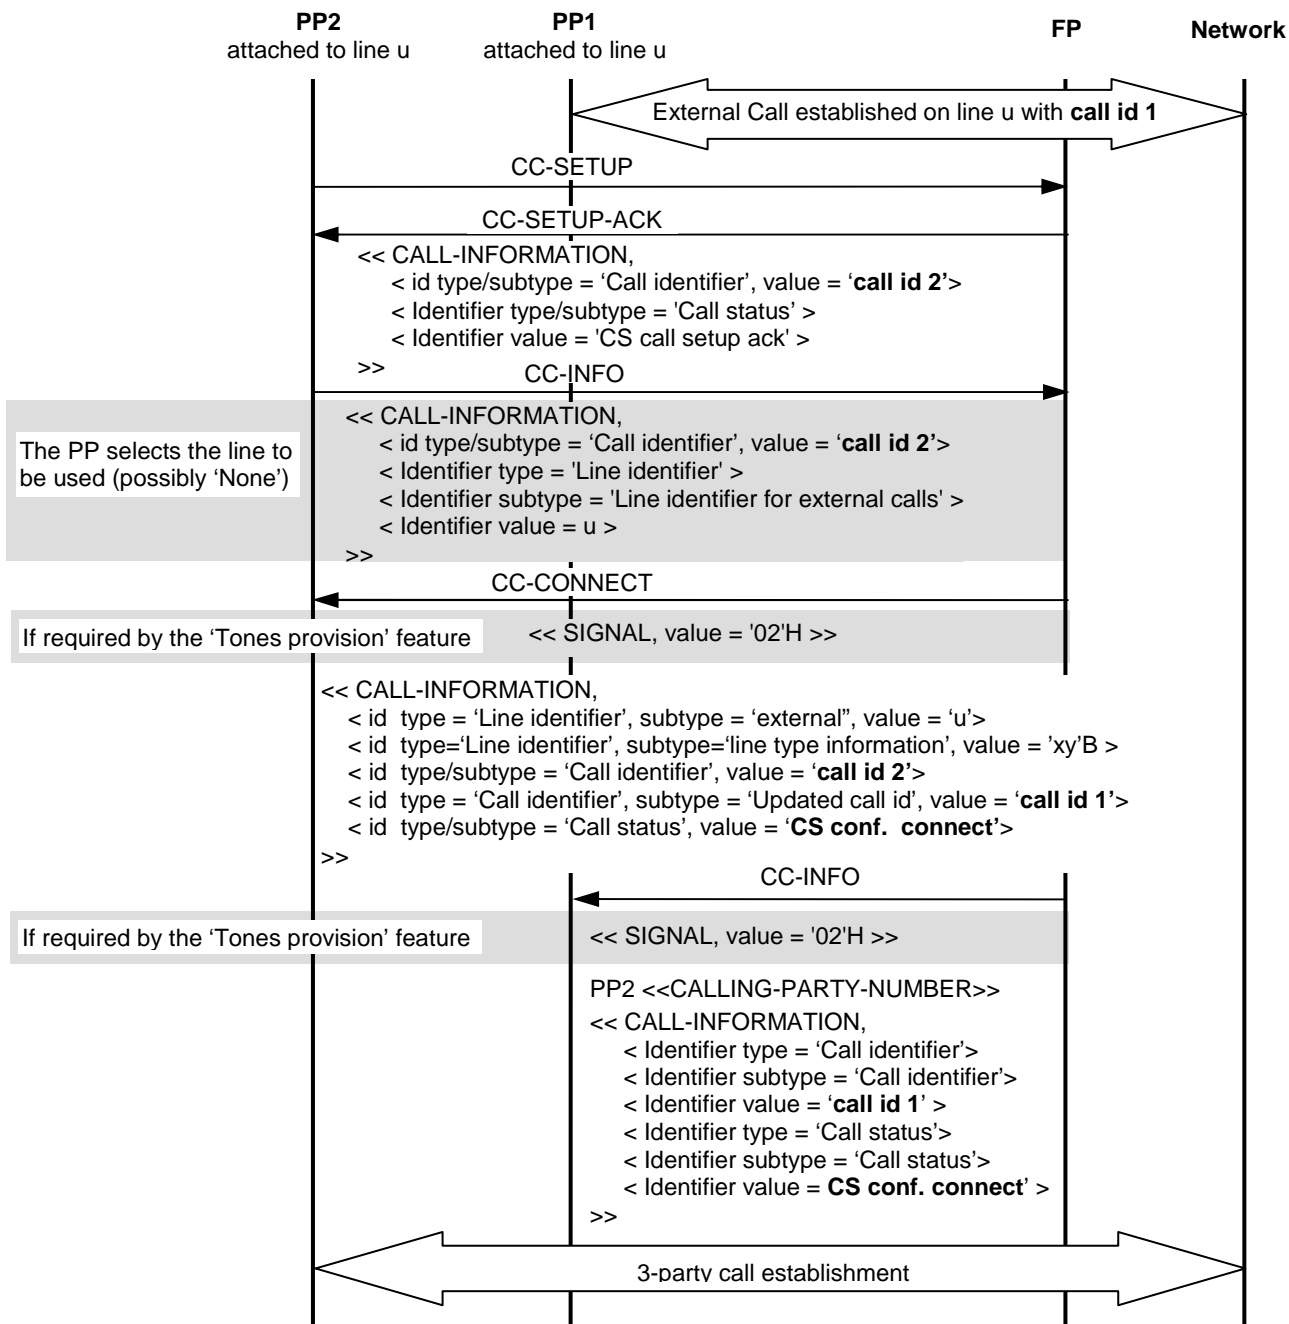 PP2
attached to line u
PP1
attached to line u
FP
Network
External Call established on line u with call id 1
CC-SETUP
CC-SETUP-ACK
<< CALL-INFORMATION,
< id type/subtype = ‘Call identifier’, value = ‘call id 2’>
< Identifier type/subtype = 'Call status’ >
< Identifier value = 'CS call setup ack' >
>>
CC-INFO
The PP selects the line to
be used (possibly ‘None’)
<< CALL-INFORMATION,
< id type/subtype = ‘Call identifier’, value = ‘call id 2’>
< Identifier type = 'Line identifier' >
< Identifier subtype = 'Line identifier for external calls' >
< Identifier value = u >
>>
CC-CONNECT
If required by the ‘Tones provision’ feature
<< SIGNAL, value = '02'H >>
<< CALL-INFORMATION,
< id type = ‘Line identifier’, subtype = ‘external”, value = ‘u’>
< id type=‘Line identifier’, subtype=‘line type information’, value = ’xy’B >
< id type/subtype = ‘Call identifier’, value = ‘call id 2’>
< id type = ‘Call identifier’, subtype = ‘Updated call id’, value = ‘call id 1’>
< id type/subtype = ‘Call status’, value = ‘CS conf. connect’>
>>
CC-INFO
If required by the ‘Tones provision’ feature
<< SIGNAL, value = '02'H >>
PP2 <<CALLING-PARTY-NUMBER>>
<< CALL-INFORMATION,
< Identifier type = ‘Call identifier’>
< Identifier subtype = ‘Call identifier’>
< Identifier value = ‘call id 1’ >
< Identifier type = ‘Call status’>
< Identifier subtype = ‘Call status’>
< Identifier value = CS conf. connect’ >
>>
3-party call establishment